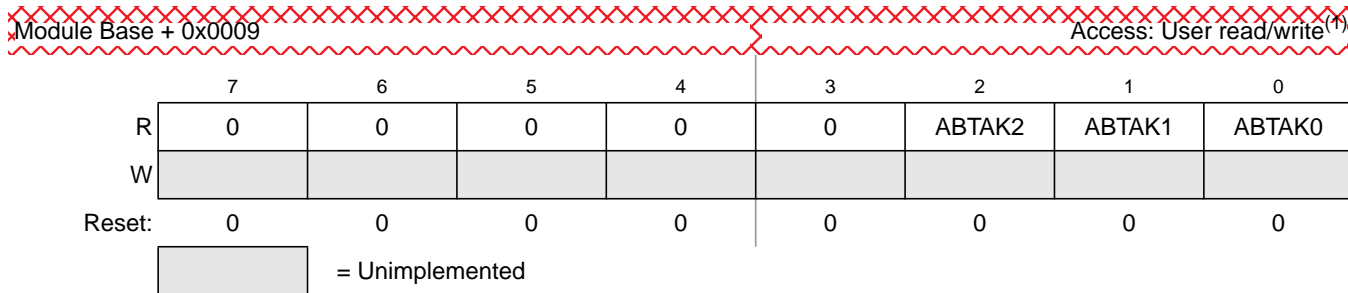 Module Base + 0x0009 Access: User read/write(1)
7 6 5 4 3 2 1 0
R 0 0 0 0 0 ABTAK2 ABTAK1 ABTAK0
W
Reset: 0 0 0 0 0 0 0 0
= Unimplemented